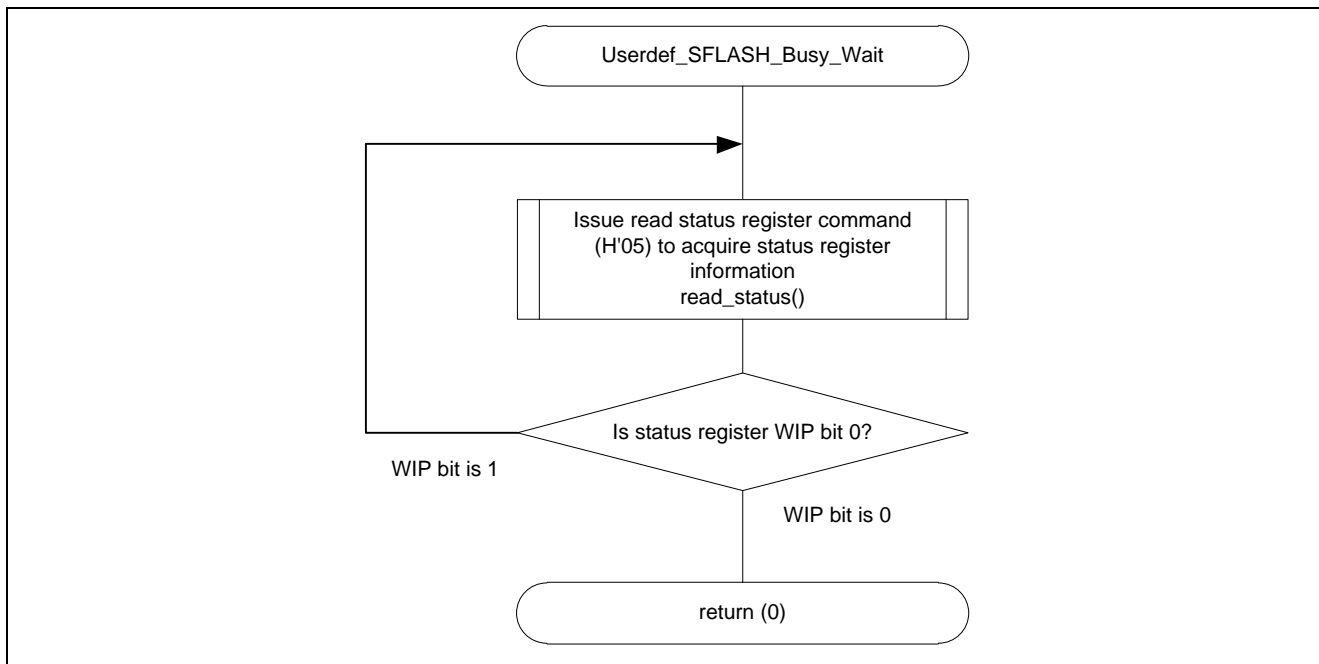 Userdef_SFLASH_Busy_Wait
Issue read status register command
(H'05) to acquire status register
information
read_status()
Is status register WIP bit 0?
WIP bit is 1
WIP bit is 0
return (0)